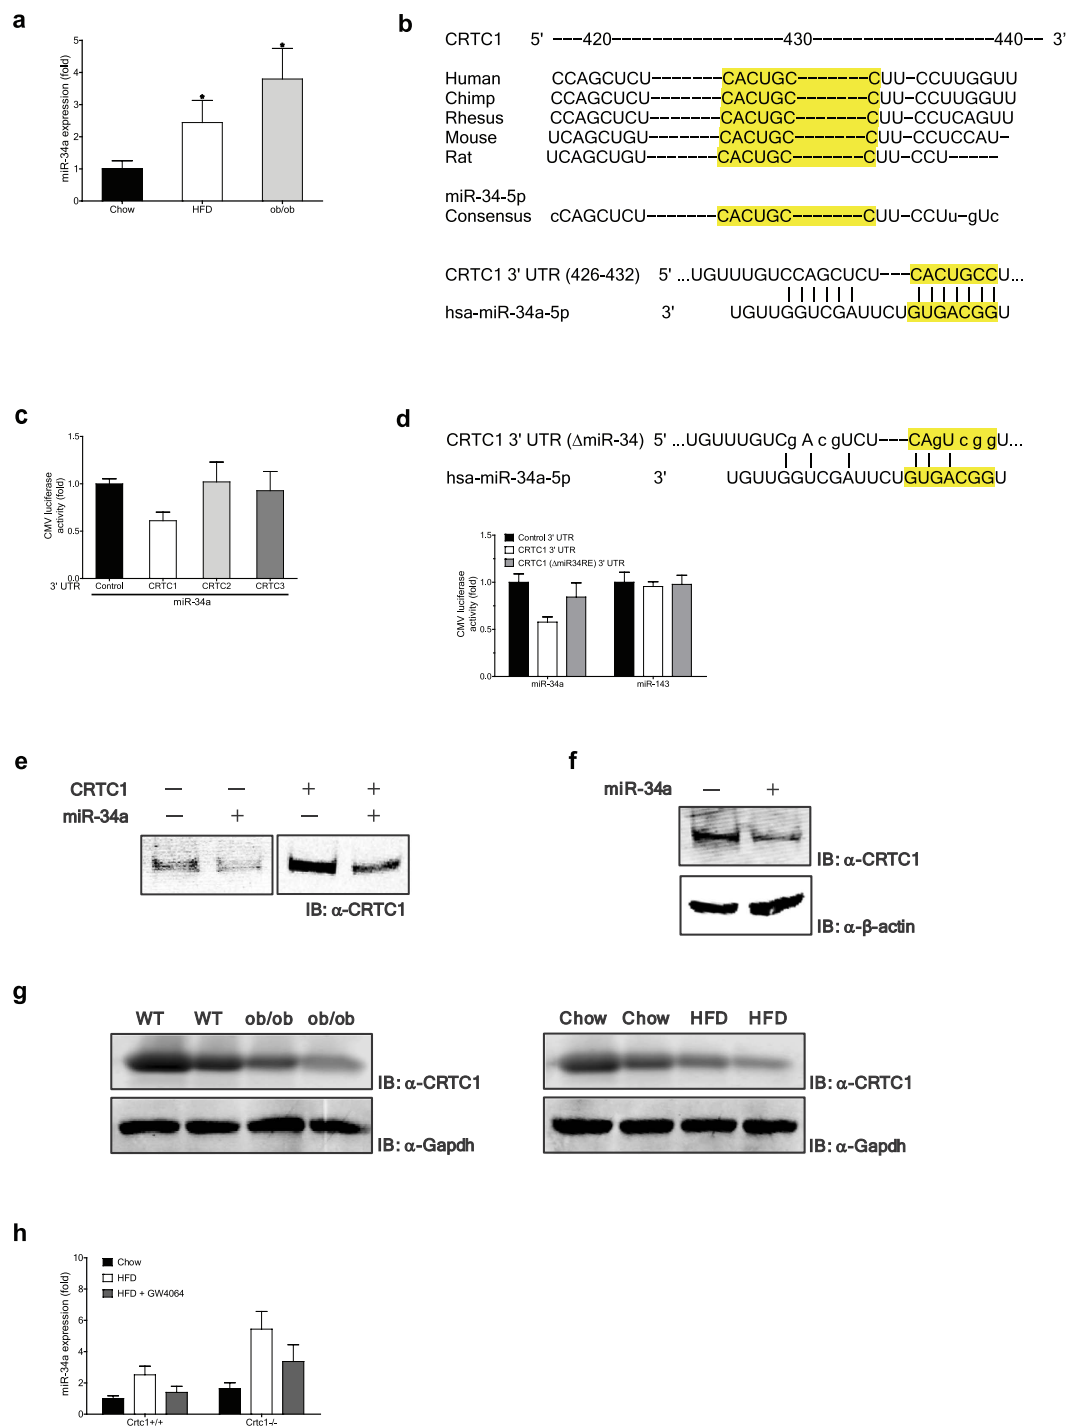 a
miR-34a expression (fold)
5
4
3
2
1
0
Chow HFD ob/ob
* *
b
CRTC1 5' ---420-----------------430-----------------440-- 3'
Human CCAGCUCU-------CACUGC-------CUU-CCUUGGUU
Chimp CCAGCUCU-------CACUGC-------CUU-CCUUGGUU
Rhesus CCAGCUCU-------CACUGC-------CUU-CCUCAGUU
Mouse UCAGCUGU-------CACUGC-------CUU-CCUCCAU-
Rat UCAGCUGU-------CACUGC-------CUU-CCU-----
miR-34-5p
Consensus cCAGCUCU-------CACUGC-------CUU-CCUu-gUc
CRTC1 3' UTR (426-432) 5' ...UGUUUGUCCAGCUCU---CACUGCCU...
hsa-miR-34a-5p 3' UGUUGGUCGAUUCUGUGACGGU
c
CMV luciferase
activity (fold)
1.5
1.0
0.5
0.0
3' UTR Control CRTC1 CRTC2 CRTC3
miR-34a
d
CRTC1 3' UTR (ΔmiR-34) 5' ...UGUUUGUCgAcgUCU---CAgUcggU...
hsa-miR-34a-5p 3' UGUUGGUCGAUUCUGUGACGGU
Control 3' UTR
CRTC1 3' UTR
CRTC1 (ΔmiR34RE) 3' UTR
CMV luciferase
activity (fold)
1.5
1.0
0.5
0.0
miR-34a miR-143
e
CRTC1 — — + +
miR-34a — + — +
IB: α-CRTC1
f
miR-34a — +
IB: α-CRTC1
IB: α-β-actin
g
WT WT ob/ob ob/ob
IB: α-CRTC1
IB: α-Gapdh
Chow Chow HFD HFD
IB: α-CRTC1
IB: α-Gapdh
h
miR-34a expression (fold)
10
8
6
4
2
0
Chow
HFD
HFD + GW4064
Crtc1+/+ Crtc1-/-